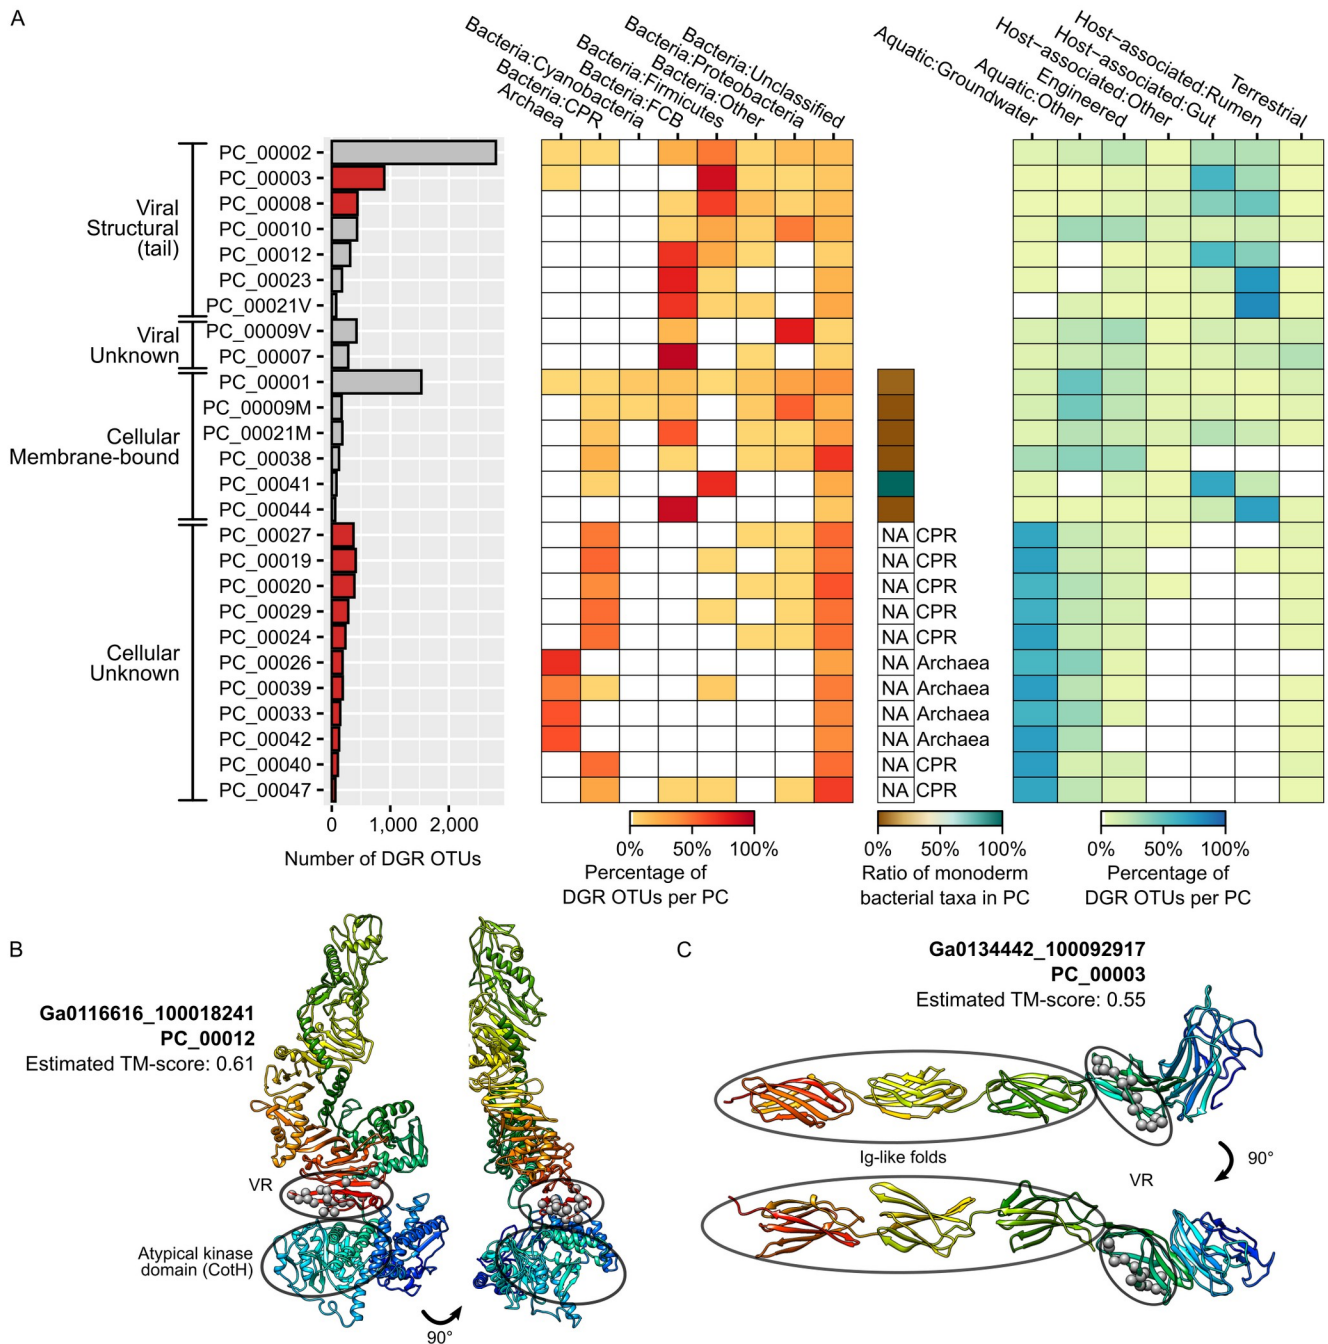 A
Archaea
Bacteria:CPR
Bacteria:Cyanobacteria
Bacteria:FCB
Bacteria:Firmicutes
Bacteria:Other
Bacteria:Proteobacteria
Bacteria:Unclassified
Aquatic:Groundwater
Aquatic:Other
Engineered
Host–associated:Other
Host–associated:Gut
Host–associated:Rumen
Terrestrial
Viral
Structural
(tail)
PC_00002
PC_00003
PC_00008
PC_00010
PC_00012
PC_00023
PC_00021V
Viral
Unknown
PC_00009V
PC_00007
Cellular
Membrane-bound
PC_00001
PC_00009M
PC_00021M
PC_00038
PC_00041
PC_00044
Cellular
Unknown
PC_00027
NA CPR
PC_00019
NA CPR
PC_00020
NA CPR
PC_00029
NA CPR
PC_00024
NA CPR
PC_00026
NA Archaea
PC_00039
NA Archaea
PC_00033
NA Archaea
PC_00042
NA Archaea
PC_00040
NA CPR
PC_00047
NA CPR
0 1,000 2,000
Number of DGR OTUs
0% 50% 100%
Percentage of
DGR OTUs per PC
0% 50% 100%
Ratio of monoderm
bacterial taxa in PC
0% 50% 100%
Percentage of
DGR OTUs per PC
B
Ga0116616_100018241
PC_00012
Estimated TM-score: 0.61
VR
Atypical kinase
domain (CotH)
90°
C
Ga0134442_100092917
PC_00003
Estimated TM-score: 0.55
Ig-like folds
VR
90°